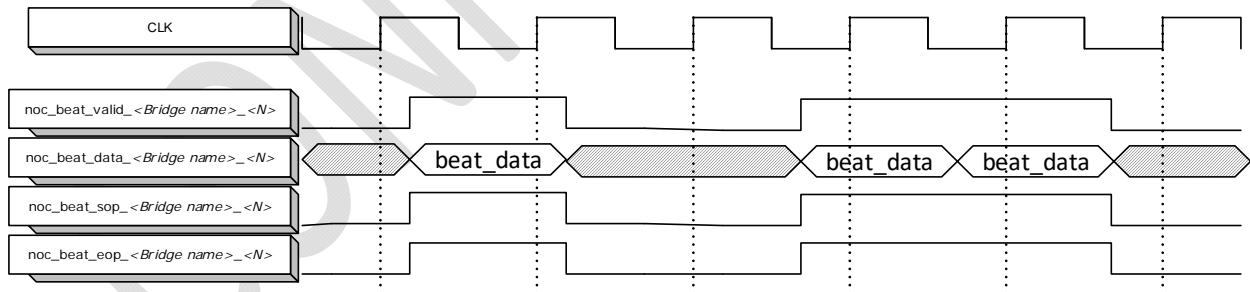 CLK
noc_beat_valid_<Bridge name>_<N>
noc_beat_data_<Bridge name>_<N>
beat_data beat_data beat_data
noc_beat_sop_<Bridge name>_<N>
noc_beat_eop_<Bridge name>_<N>